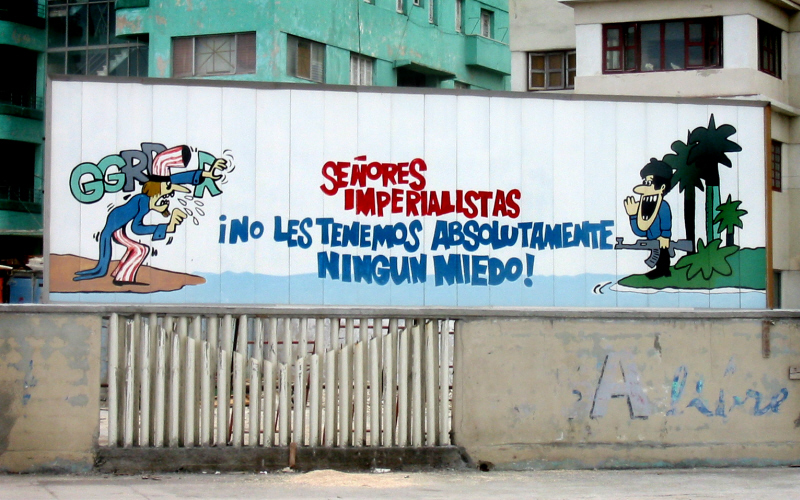 GGRRR
SEÑORES
IMPERIALISTAS
¡NO LES TENEMOS ABSOLUTAMENTE
NINGUN MIEDO!
A